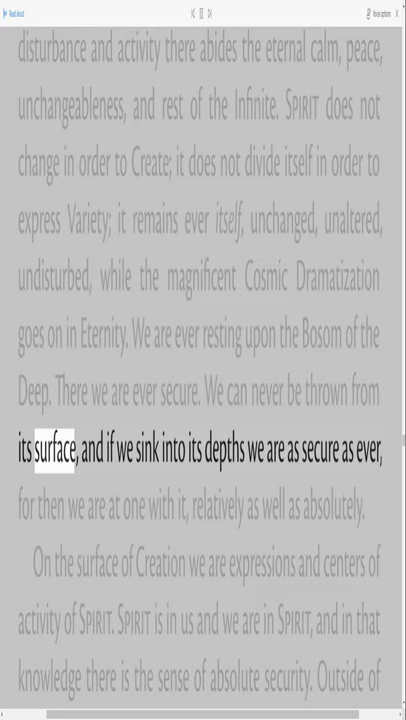 Read aloud Voice options
disturbance and activity there abides the eternal calm, peace,
unchangeableness, and rest of the Infinite. SPIRIT does not
change in order to Create; it does not divide itself in order to
express Variety; it remains ever itself, unchanged, unaltered,
undisturbed, while the magnificent Cosmic Dramatization
goes on in Eternity. We are ever resting upon the Bosom of the
Deep. There we are ever secure. We can never be thrown from
its surface, and if we sink into its depths we are as secure as ever,
for then we are at one with it, relatively as well as absolutely.
On the surface of Creation we are expressions and centers of
activity of SPIRIT. SPIRIT is in us and we are in SPIRIT, and in that
knowledge there is the sense of absolute security. Outside of